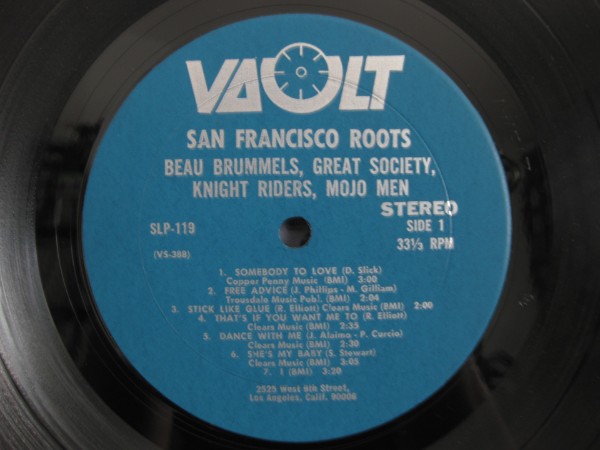 VAULT
SAN FRANCISCO ROOTS
BEAU BRUMMELS, GREAT SOCIETY,
KNIGHT RIDERS, MOJO MEN
STEREO
SLP-119 SIDE 1
(VS-388) 33⅓ RPM
1. SOMEBODY TO LOVE (D. Slick)
Copper Penny Music (BMI) 3:00
2. FREE ADVICE (J. Phillips - M. Gilliam)
Trousdale Music Publ. (BMI) 2:04
3. STICK LIKE GLUE (R. Elliott) Clears Music (BMI) 2:00
4. THAT'S IF YOU WANT ME TO (R. Elliott)
Clears Music (BMI) 2:35
5. DANCE WITH ME (J. Alaimo - P. Curcio)
Clears Music (BMI) 2:30
6. SHE'S MY BABY (S. Stewart)
Clears Music (BMI) 3:05
7. I (BMI) 3:20
2525 West 9th Street,
Los Angeles, Calif. 90006